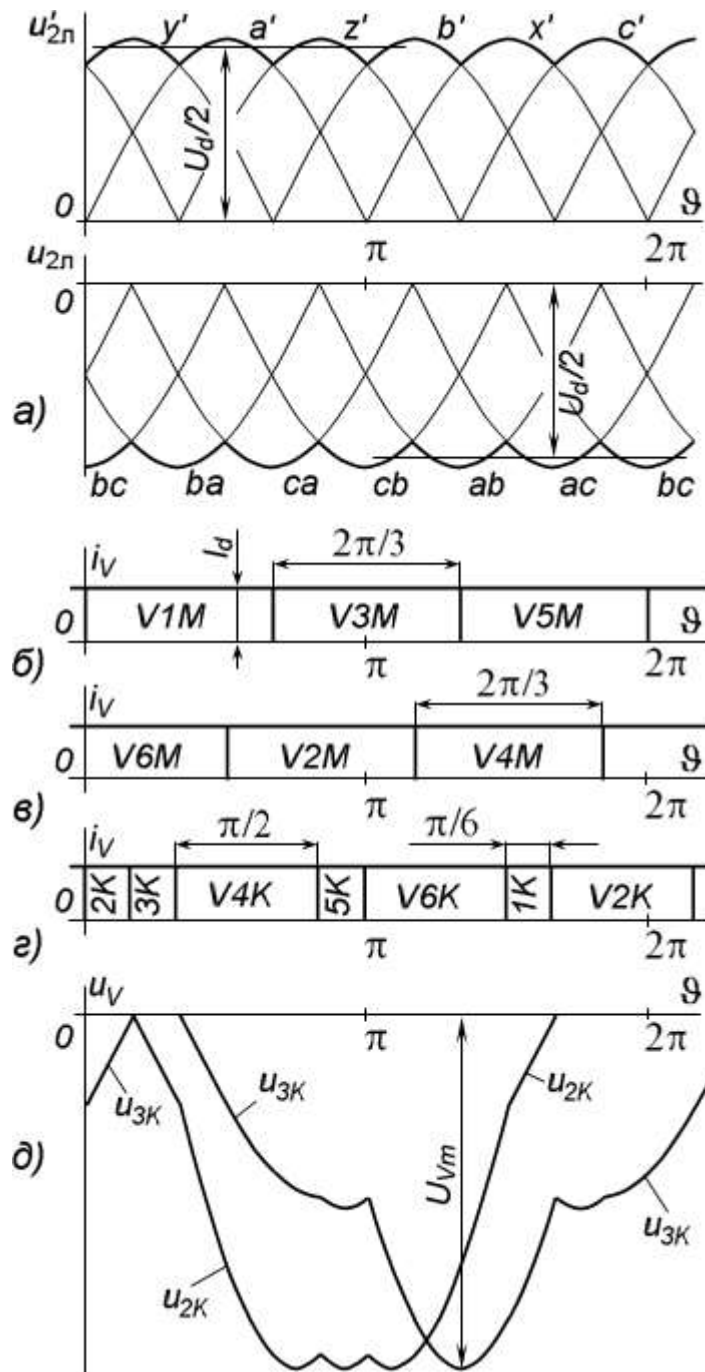 u'2л y' a' z' b' x' c'
Ud/2
0 ϑ
π 2π
u2л
0
Ud/2
а)
bc ba ca cb ab ac bc
iV Id 2π/3
0 V1M V3M V5M ϑ
б) π 2π
iV 2π/3
0 V6M V2M V4M ϑ
в) π 2π
iV π/2 π/6
0 2K 3K V4K 5K V6K 1K V2K
г) π 2π
uV ϑ
0 π 2π
u3K u3K u2K
д) UVm
u3K
u2K